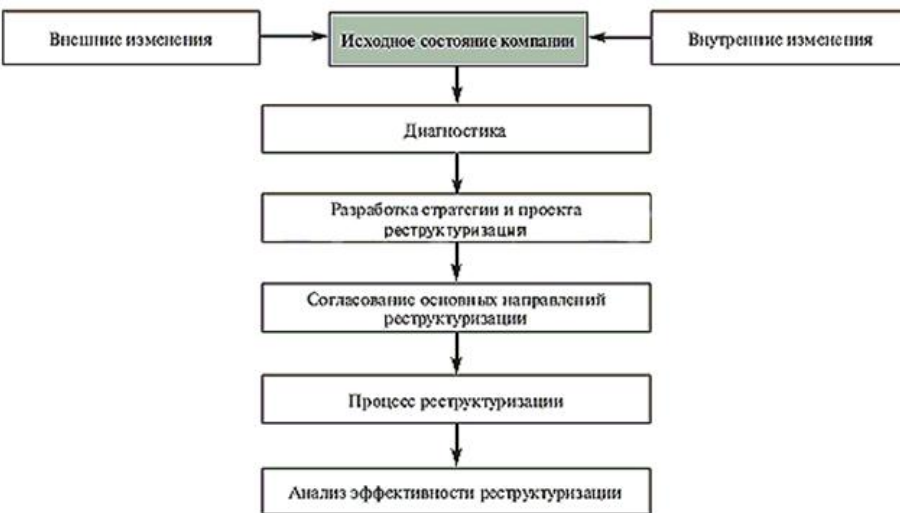 Внешние изменения
Исходное состояние компании
Внутренние изменения
Диагностика
Разработка стратегии и проекта
реструктуризация
Согласование основных направлений
реструктуризации
Процесс реструктуризации
Анализ эффективности реструктуризации